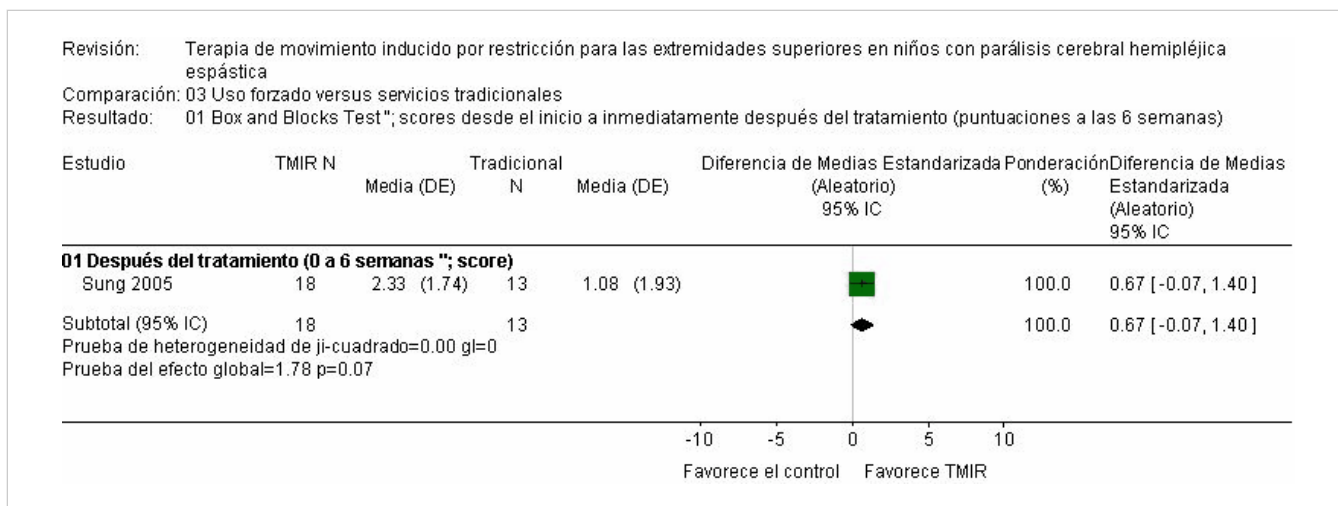 Revisión: Terapia de movimiento inducido por restricción para las extremidades superiores en niños con parálisis cerebral hemipléjica
espástica
Comparación: 03 Uso forzado versus servicios tradicionales
Resultado: 01 Box and Blocks Test "; scores desde el inicio a inmediatamente después del tratamiento (puntuaciones a las 6 semanas)
Estudio TMIR N Tradicional Diferencia de Medias Estandarizada Ponderación Diferencia de Medias
Media (DE) N Media (DE) (Aleatorio) (%) Estandarizada
95% IC (Aleatorio)
95% IC
01 Después del tratamiento (0 a 6 semanas "; score)
Sung 2005 18 2.33 (1.74) 13 1.08 (1.93) 100.0 0.67 [ -0.07, 1.40 ]
Subtotal (95% IC) 18 13 100.0 0.67 [ -0.07, 1.40 ]
Prueba de heterogeneidad de ji-cuadrado=0.00 gl=0
Prueba del efecto global=1.78 p=0.07
-10 -5 0 5 10
Favorece el control Favorece TMIR